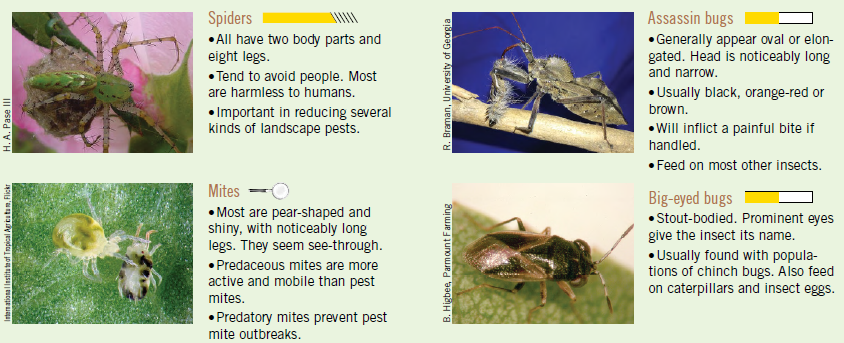 Spiders
• All have two body parts and
eight legs.
• Tend to avoid people. Most
are harmless to humans.
• Important in reducing several
kinds of landscape pests.
H. A. Pase III
Mites
• Most are pear-shaped and
shiny, with noticeably long
legs. They seem see-through.
• Predaceous mites are more
active and mobile than pest
mites.
• Predatory mites prevent pest
mite outbreaks.
International Institute of Tropical Agriculture, Flickr
Assassin bugs
• Generally appear oval or elon-
gated. Head is noticeably long
and narrow.
• Usually black, orange-red or
brown.
• Will inflict a painful bite if
handled.
• Feed on most other insects.
R. Braman, University of Georgia
Big-eyed bugs
• Stout-bodied. Prominent eyes
give the insect its name.
• Usually found with popula-
tions of chinch bugs. Also feed
on caterpillars and insect eggs.
B. Higbee, Parmount Farming